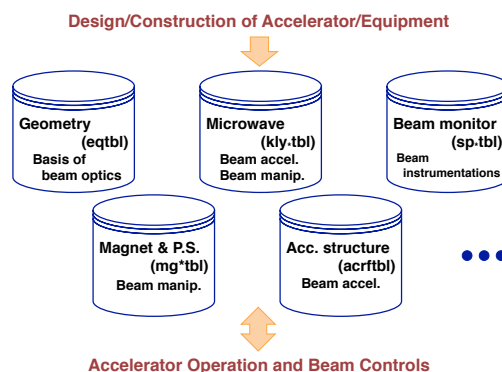 Design/Construction of Accelerator/Equipment
Geometry
(eqtbl)
Basis of
beam optics
Microwave
(kly*tbl)
Beam accel.
Beam manip.
Beam monitor
(sp*tbl)
Beam
instrumentations
Magnet & P.S.
(mg*tbl)
Beam manip.
Acc. structure
(acrftbl)
Beam accel.
Accelerator Operation and Beam Controls